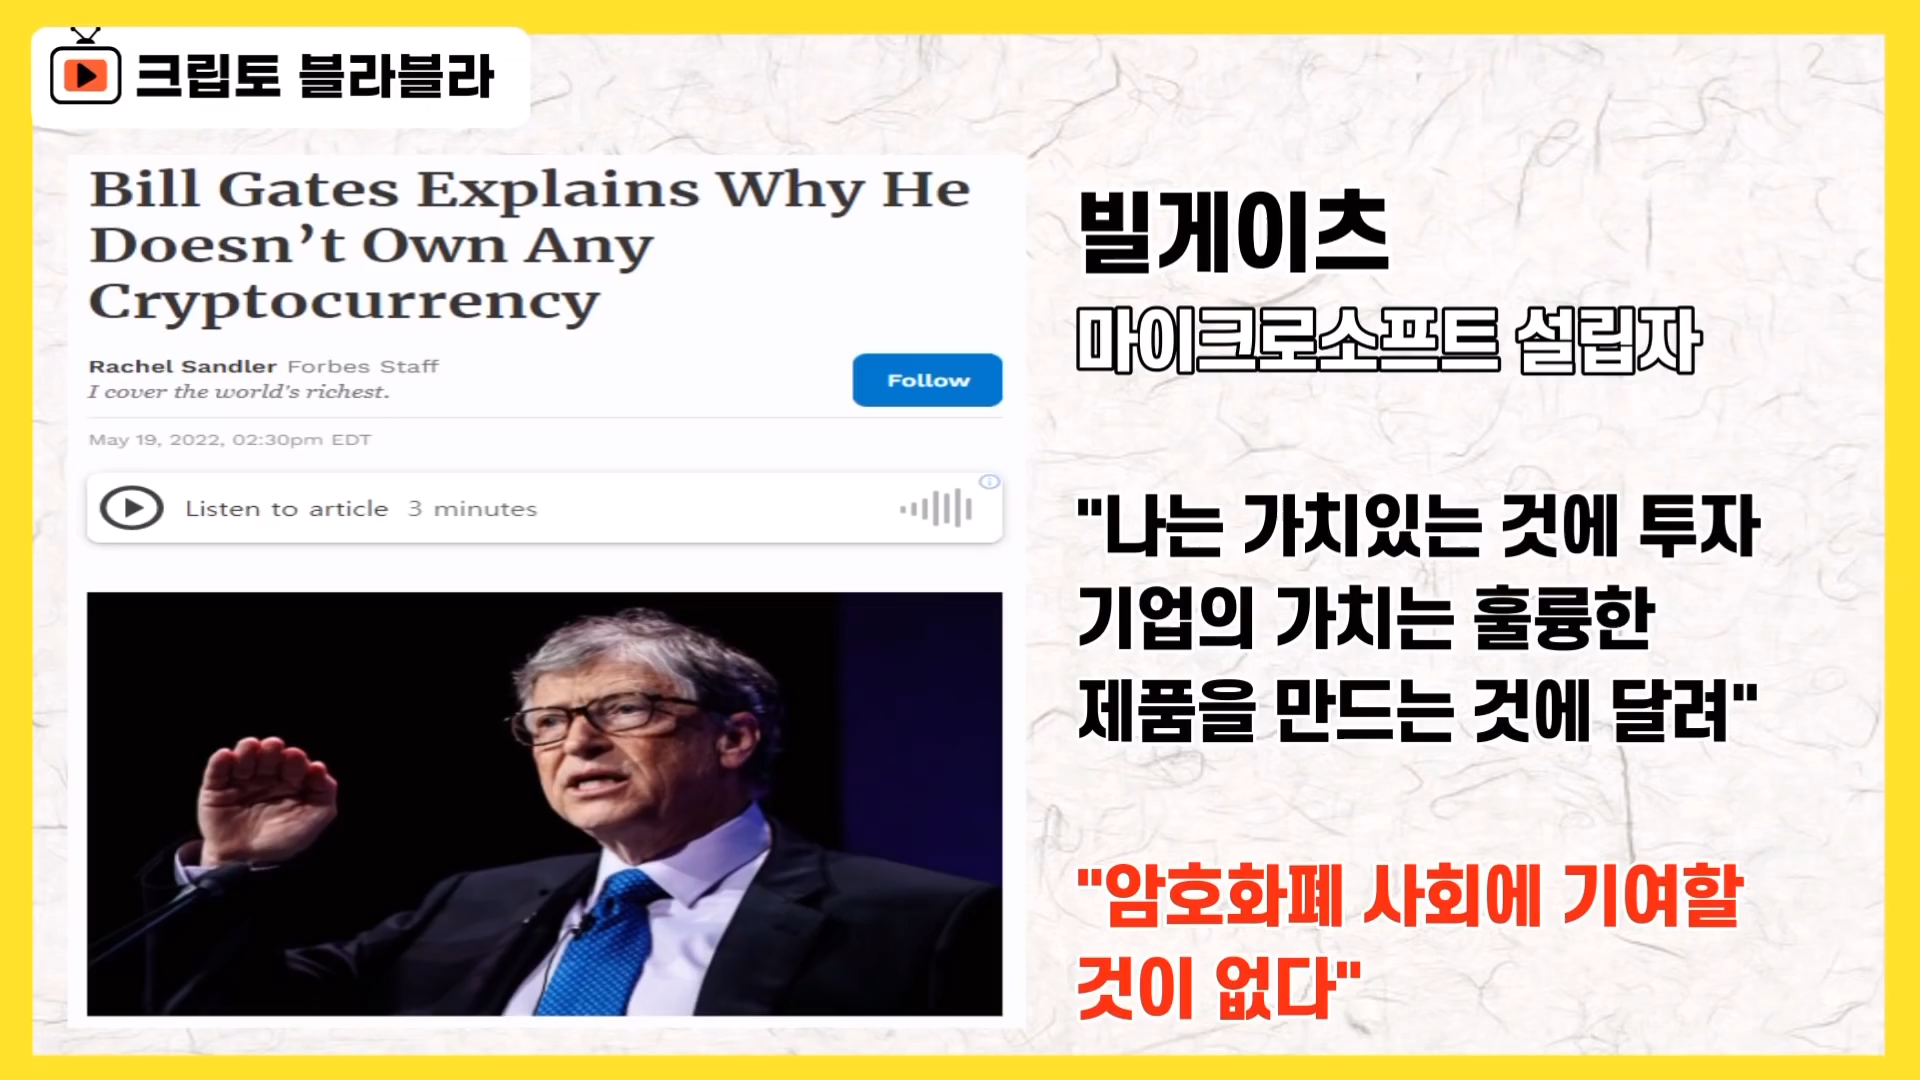 크립토 블라블라
Bill Gates Explains Why He
Doesn’t Own Any
Cryptocurrency
Rachel Sandler Forbes Staff
I cover the world's richest.
Follow
May 19, 2022, 02:30pm EDT
Listen to article 3 minutes
빌게이츠
마이크로소프트 설립자
"나는 가치있는 것에 투자
기업의 가치는 훌륭한
제품을 만드는 것에 달려"
"암호화폐 사회에 기여할
것이 없다"